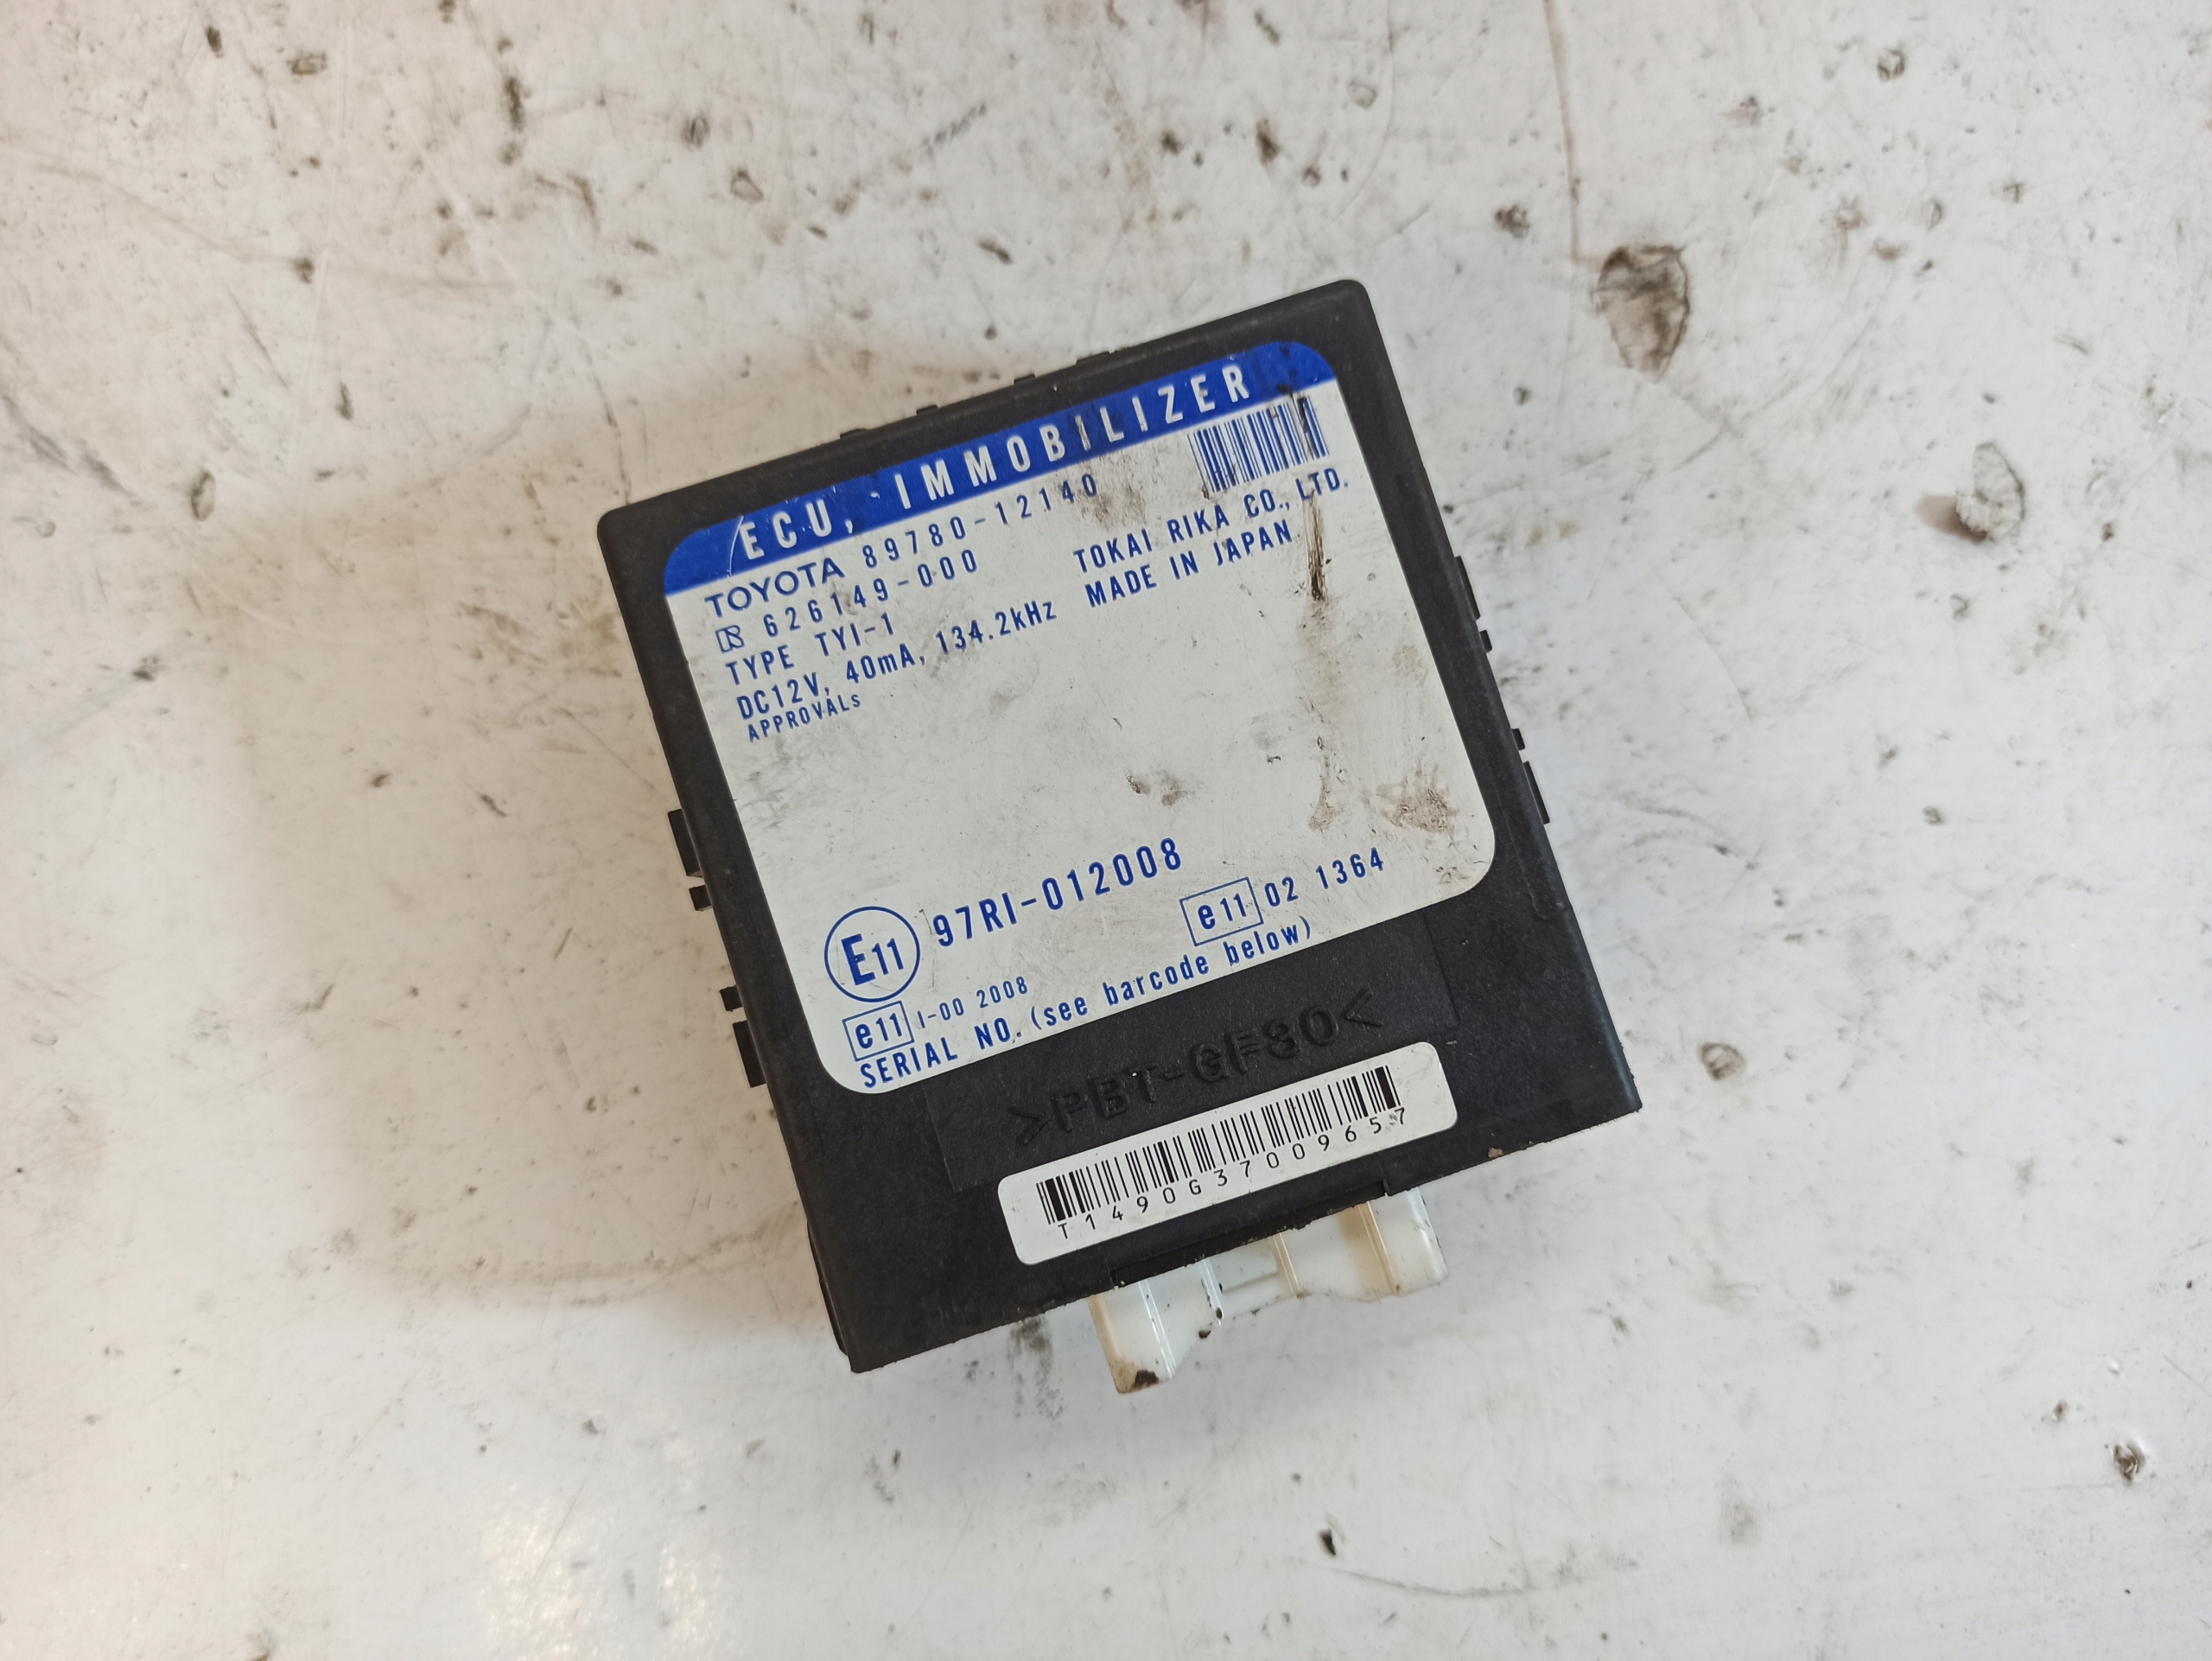 ECU, IMMOBILIZER
TOYOTA 89780-12140
626149-000
TOKAI RIKA CO., LTD.
TYPE TYI-1
MADE IN JAPAN
DC12V, 40mA, 134.2kHz
APPROVALs
E11 97RI-012008
e11 02 1364
e11 I-00 2008
SERIAL NO. (see barcode below)
>PBT-GF30<
T1490G37009657